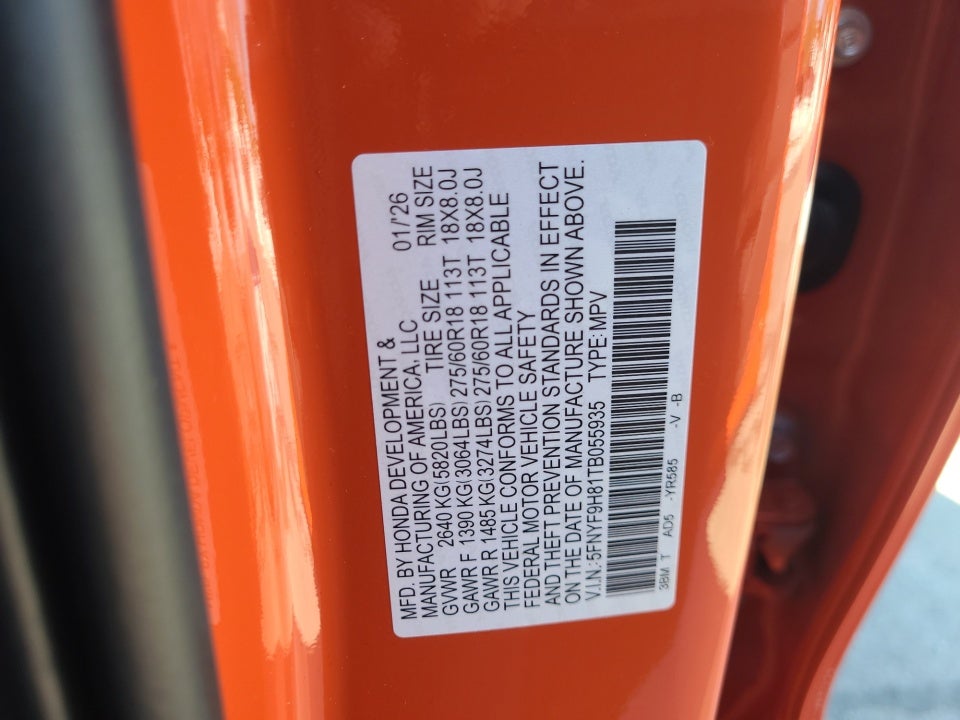 MFD. BY HONDA DEVELOPMENT &
MANUFACTURING OF AMERICA, LLC 01/'26
GVWR 2640 KG(5820LBS) TIRE SIZE RIM SIZE
GAWR F 1390 KG(3064LBS) 275/60R18 113T 18X8.0J
GAWR R 1485 KG(3274LBS) 275/60R18 113T 18X8.0J
THIS VEHICLE CONFORMS TO ALL APPLICABLE
FEDERAL MOTOR VEHICLE SAFETY
AND THEFT PREVENTION STANDARDS IN EFFECT
ON THE DATE OF MANUFACTURE SHOWN ABOVE.
V.I.N.:5FNYF9H81TB055935 TYPE:MPV
3BM T AD5 -YR585 -V -B